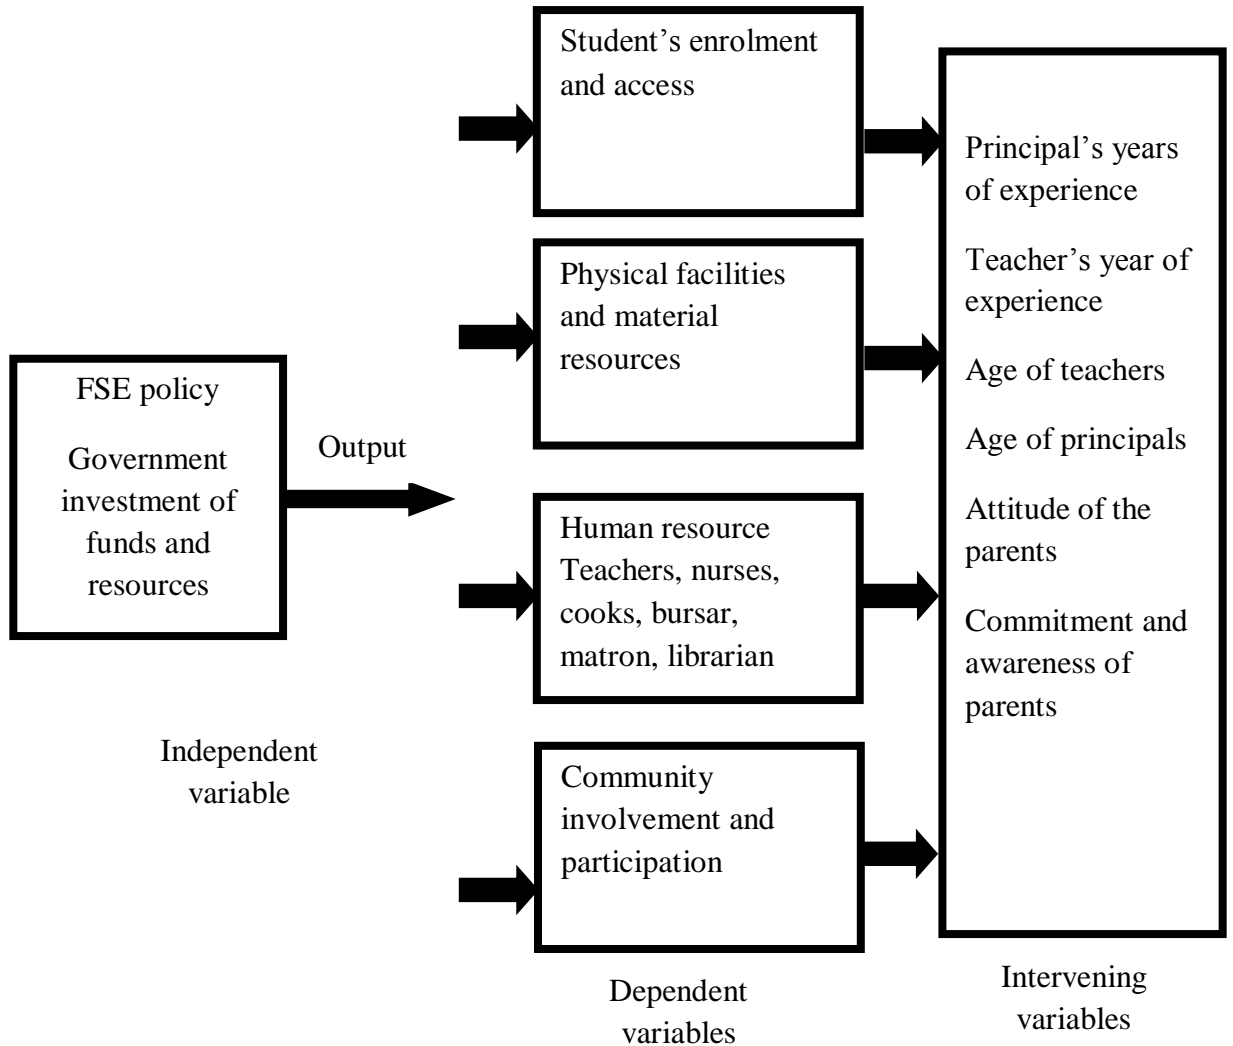 FSE policy
Government
investment of
funds and
resources
Independent
variable
Output
Student’s enrolment
and access
Physical facilities
and material
resources
Human resource
Teachers, nurses,
cooks, bursar,
matron, librarian
Community
involvement and
participation
Dependent
variables
Principal’s years
of experience
Teacher’s year of
experience
Age of teachers
Age of principals
Attitude of the
parents
Commitment and
awareness of
parents
Intervening
variables